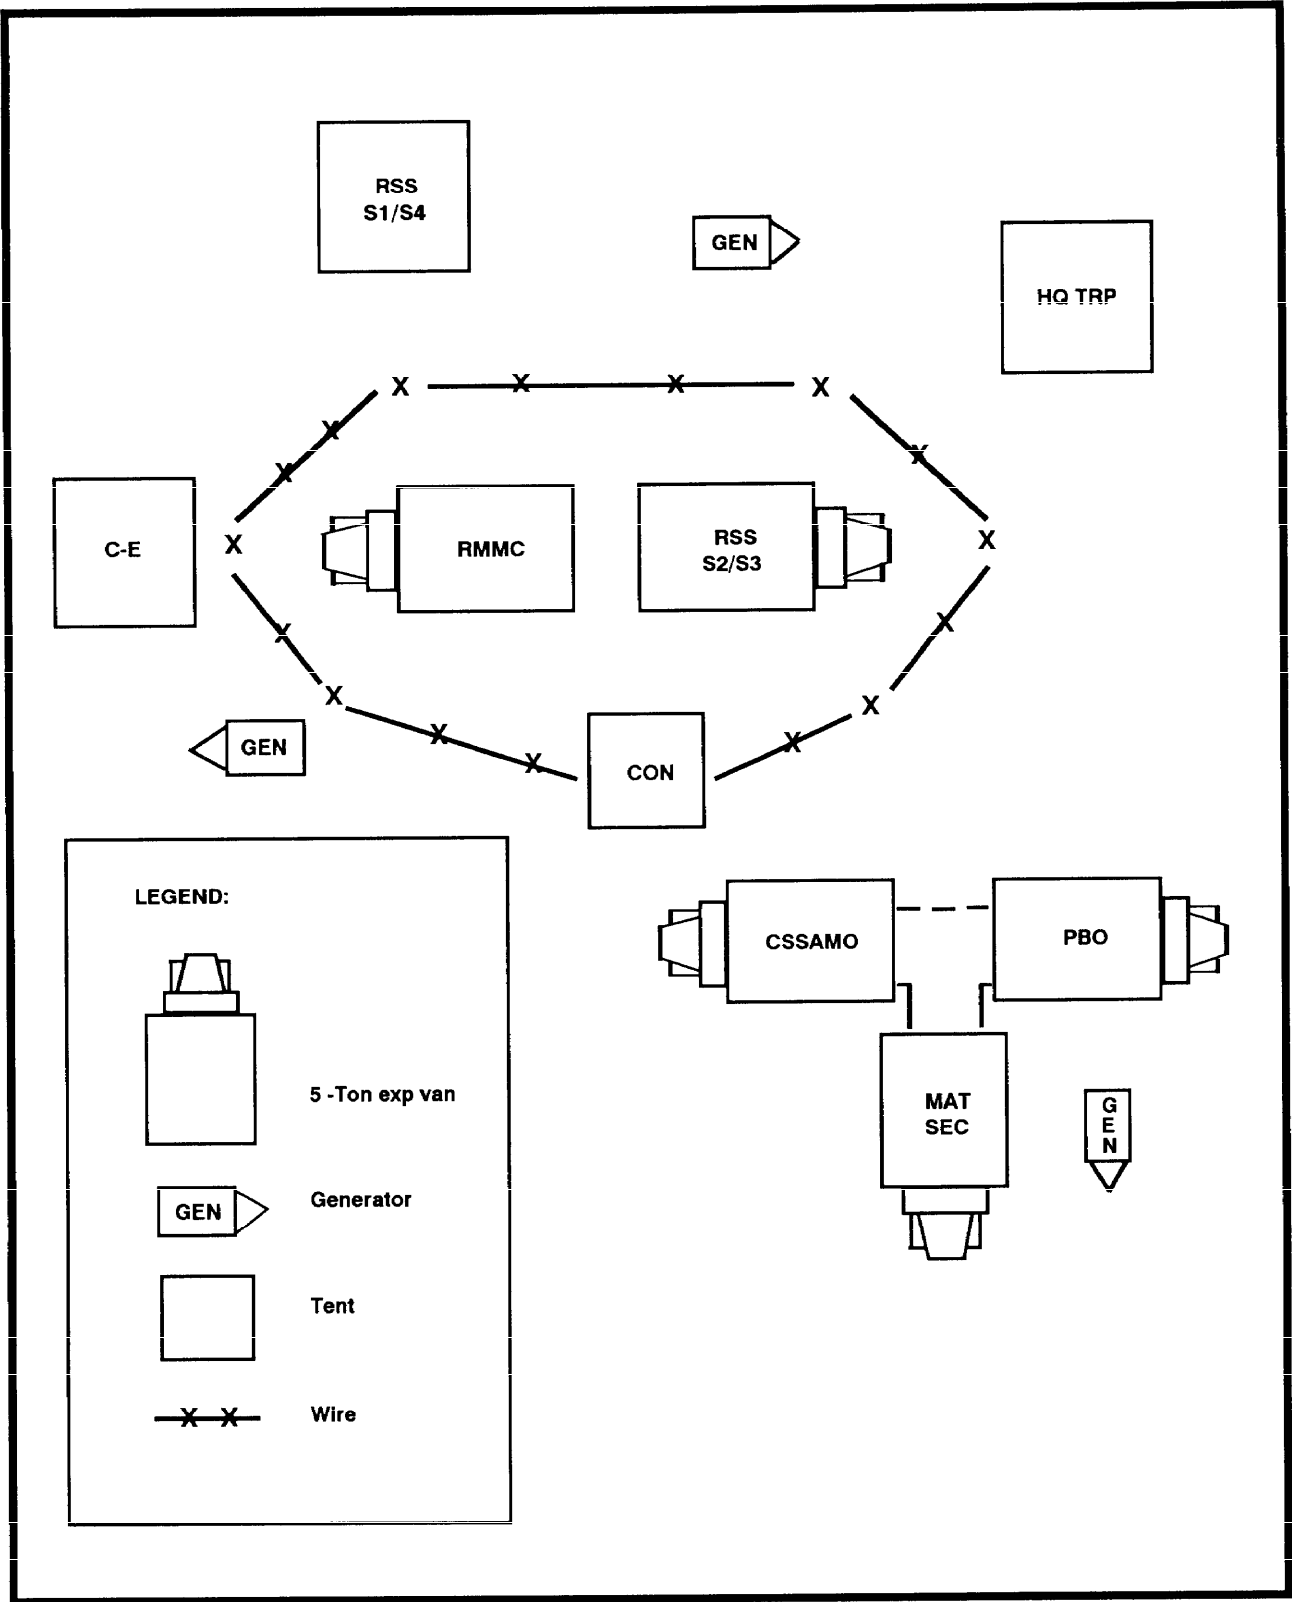 RSS
S1/S4
GEN
HQ TRP
X X X X
X X
X
C-E
X
RMMC
RSS
S2/S3
X
X
X
X
X
X
X
X
X
GEN
CON
LEGEND:
CSSAMO
PBO
5 -Ton exp van
MAT
SEC
G
E
N
GEN
Generator
Tent
X X
Wire